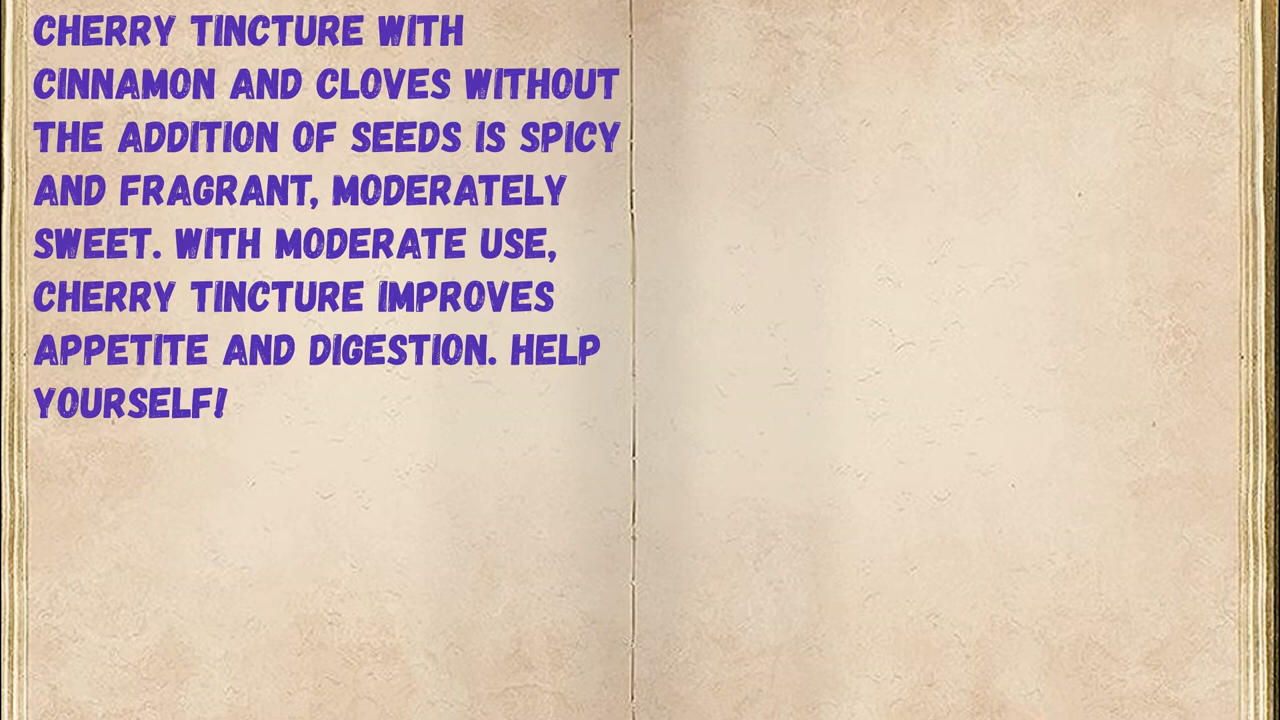 CHERRY TINCTURE WITH
CINNAMON AND CLOVES WITHOUT
THE ADDITION OF SEEDS IS SPICY
AND FRAGRANT, MODERATELY
SWEET. WITH MODERATE USE,
CHERRY TINCTURE IMPROVES
APPETITE AND DIGESTION. HELP
YOURSELF!